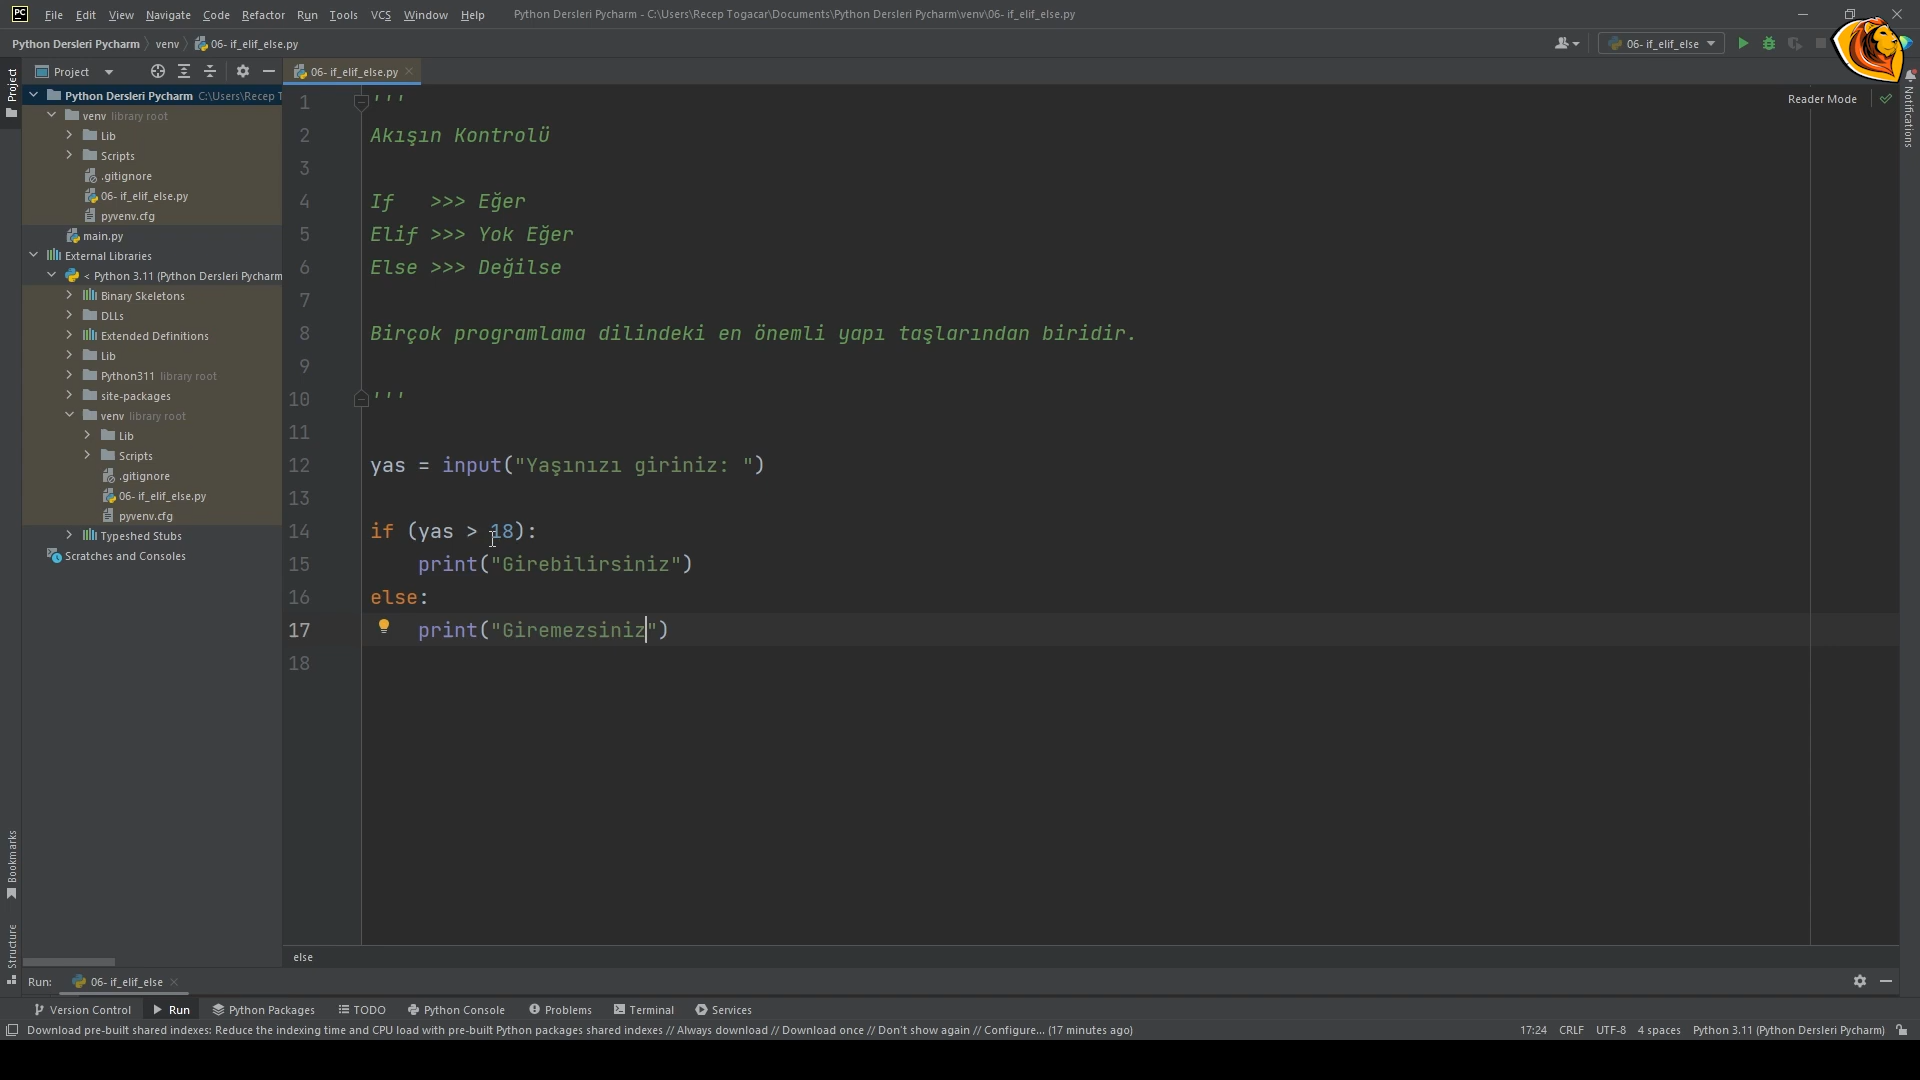 PC File Edit View Navigate Code Refactor Run Tools VCS Window Help Python Dersleri Pycharm - C:\Users\Recep Togacar\Documents\Python Dersleri Pycharm\venv\06- if_elif_else.py
Python Dersleri Pycharm venv 06- if_elif_else.py 06- if_elif_else
Project
Project
06- if_elif_else.py
Python Dersleri Pycharm C:\Users\Recep T
venv library root
Lib
Scripts
.gitignore
06- if_elif_else.py
pyvenv.cfg
main.py
External Libraries
< Python 3.11 (Python Dersleri Pycharm
Binary Skeletons
DLLs
Extended Definitions
Lib
Python311 library root
site-packages
venv library root
Lib
Scripts
.gitignore
06- if_elif_else.py
pyvenv.cfg
Typeshed Stubs
Scratches and Consoles
Bookmarks
Structure
Reader Mode
Notifications
1 '''
2 Akışın Kontrolü
3
4 If >>> Eğer
5 Elif >>> Yok Eğer
6 Else >>> Değilse
7
8 Birçok programlama dilindeki en önemli yapı taşlarından biridir.
9
10 '''
11
12 yas = input("Yaşınızı giriniz: ")
13
14 if (yas > 18):
15 print("Girebilirsiniz")
16 else:
17 print("Giremezsiniz")
18
else
Run: 06- if_elif_else
Version Control Run Python Packages TODO Python Console Problems Terminal Services
Download pre-built shared indexes: Reduce the indexing time and CPU load with pre-built Python packages shared indexes // Always download // Download once // Don't show again // Configure... (17 minutes ago) 17:24 CRLF UTF-8 4 spaces Python 3.11 (Python Dersleri Pycharm)